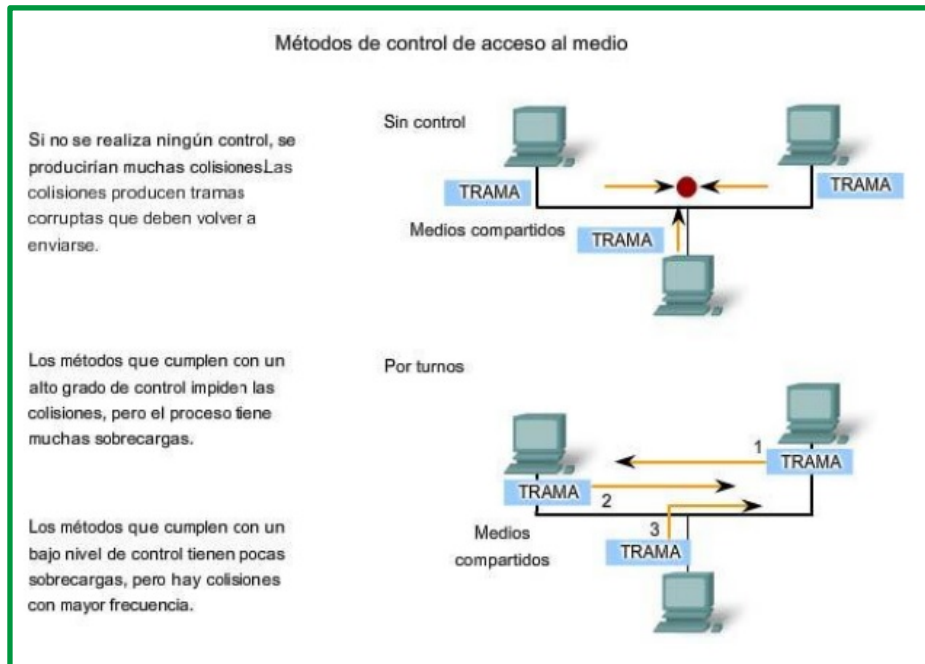 Métodos de control de acceso al medio
Si no se realiza ningún control, se
producirían muchas colisiones.Las
colisiones producen tramas
corruptas que deben volver a
enviarse.
Sin control
TRAMA
TRAMA
Medios compartidos
TRAMA
Los métodos que cumplen con un
alto grado de control impiden las
colisiones, pero el proceso tiene
muchas sobrecargas.
Por turnos
1
TRAMA
TRAMA
2
3
Medios
compartidos
TRAMA
Los métodos que cumplen con un
bajo nivel de control tienen pocas
sobrecargas, pero hay colisiones
con mayor frecuencia.